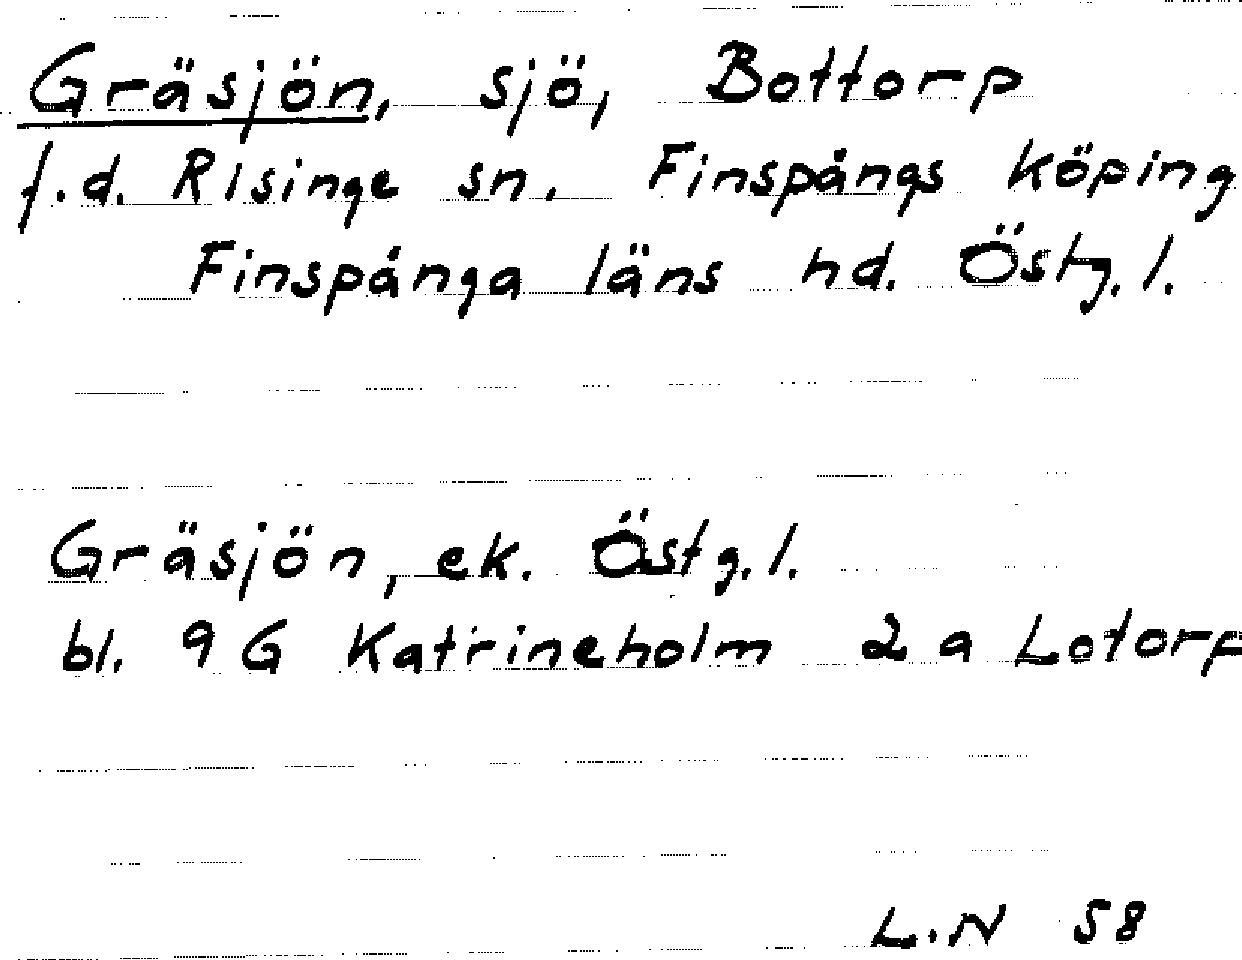 Gräsjön, sjö, Bottorp
f.d. Risinge sn. Finspångs köping
Finspånga läns hd. Östg.l.
Gräsjön, ek. Östg.l.
bl. 9 G Katrineholm 2 a Lotorp
L.N 58